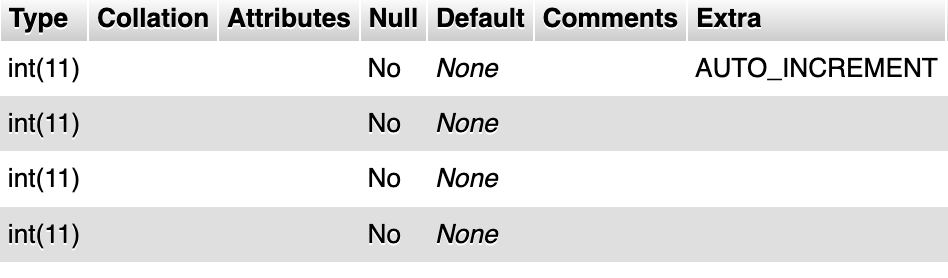 Type Collation Attributes Null Default Comments Extra
int(11) No None AUTO_INCREMENT
int(11) No None
int(11) No None
int(11) No None